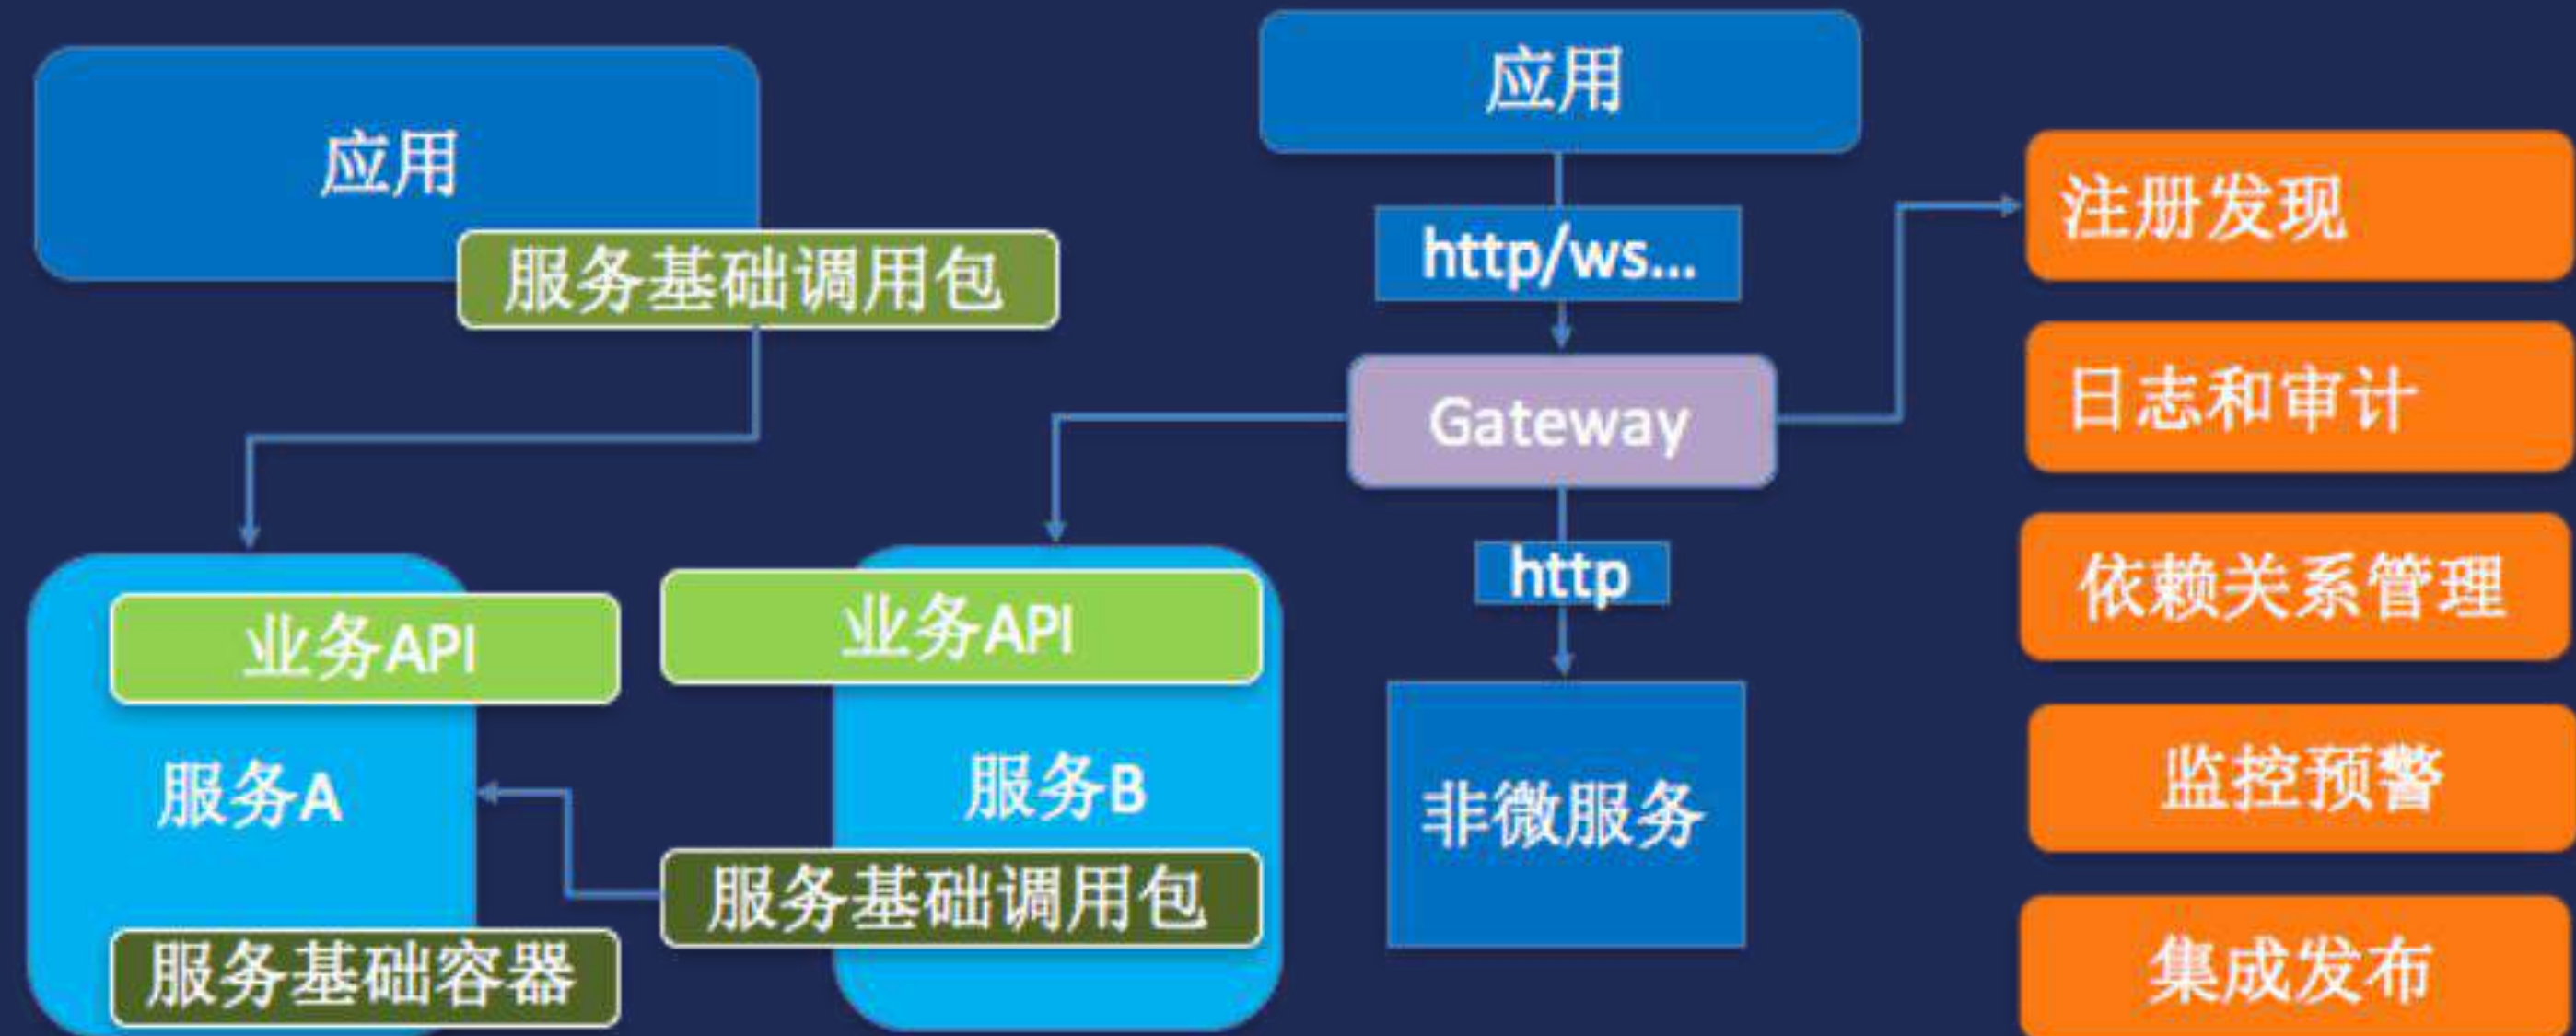 应用
服务基础调用包
应用
http/ws...
Gateway
http
非微服务
业务API
服务A
服务基础容器
业务API
服务B
服务基础调用包
注册发现
日志和审计
依赖关系管理
监控预警
集成发布